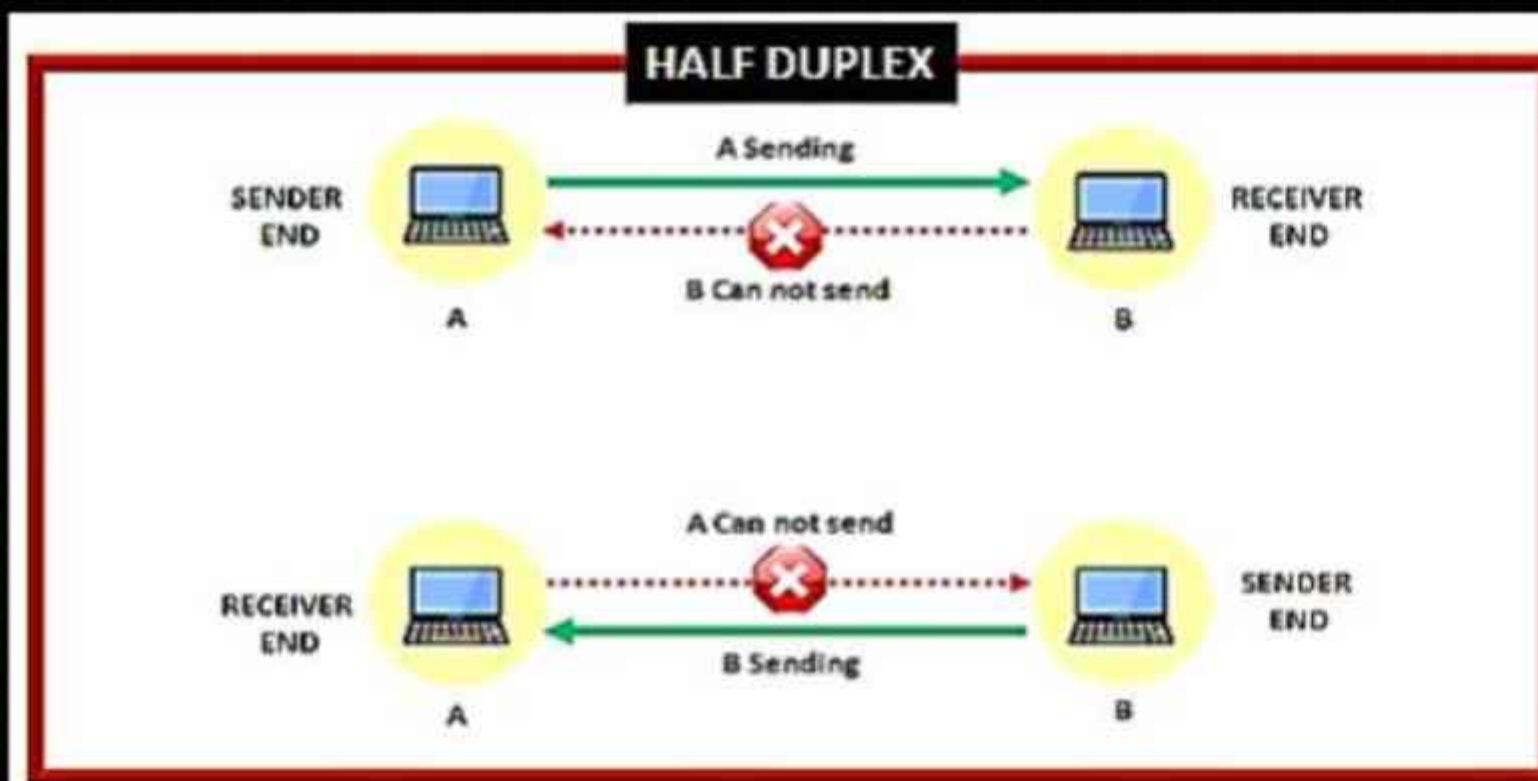 HALF DUPLEX
A Sending
SENDER
END
RECEIVER
END
B Can not send
A
B
A Can not send
RECEIVER
END
SENDER
END
B Sending
A
B